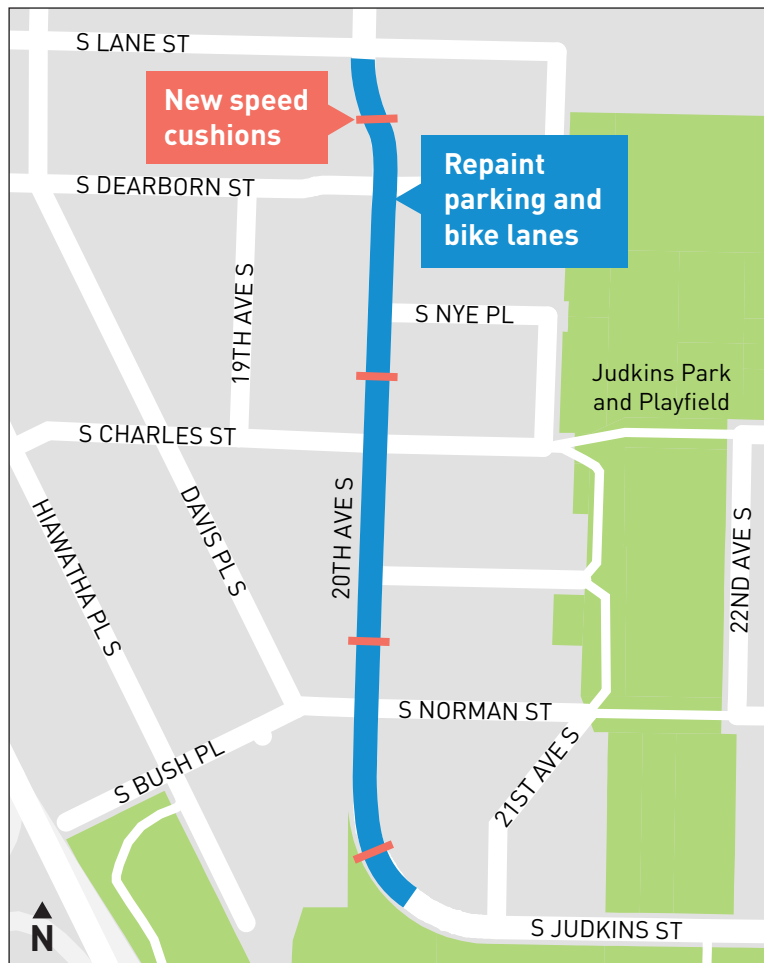 S LANE ST
New speed
cushions
Repaint
parking and
bike lanes
S DEARBORN ST
19TH AVE S
S NYE PL
Judkins Park
and Playfield
S CHARLES ST
20TH AVE S
DAVIS PL S
HIAWATHA PL S
22ND AVE S
S NORMAN ST
S BUSH PL
21ST AVE S
S JUDKINS ST
N